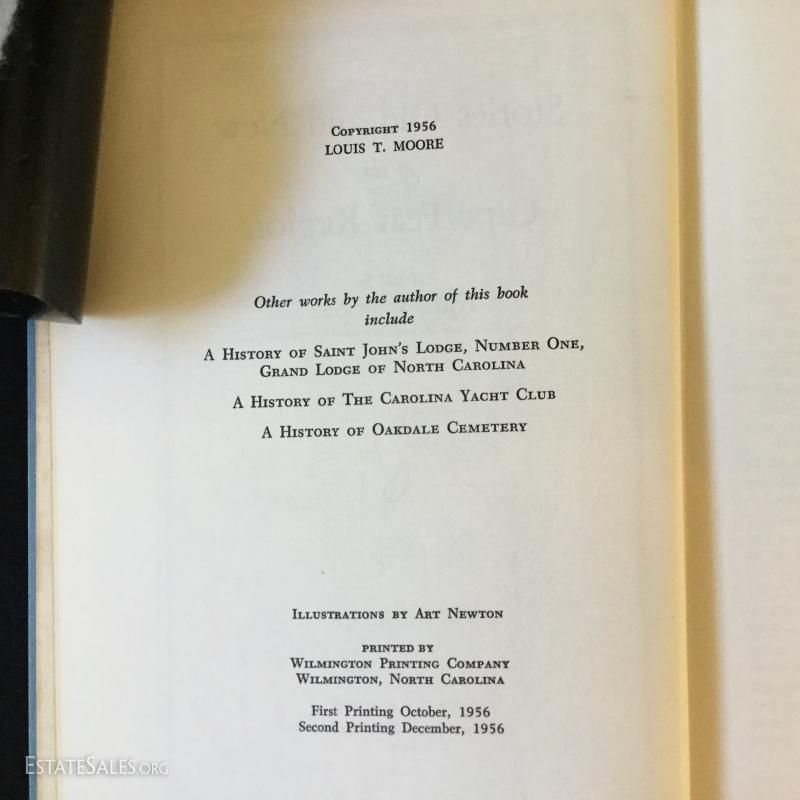 Copyright 1956
LOUIS T. MOORE
Other works by the author of this book
include
A History of Saint John's Lodge, Number One,
Grand Lodge of North Carolina
A History of The Carolina Yacht Club
A History of Oakdale Cemetery
Illustrations by Art Newton
PRINTED BY
Wilmington Printing Company
Wilmington, North Carolina
First Printing October, 1956
Second Printing December, 1956
EstateSales.org